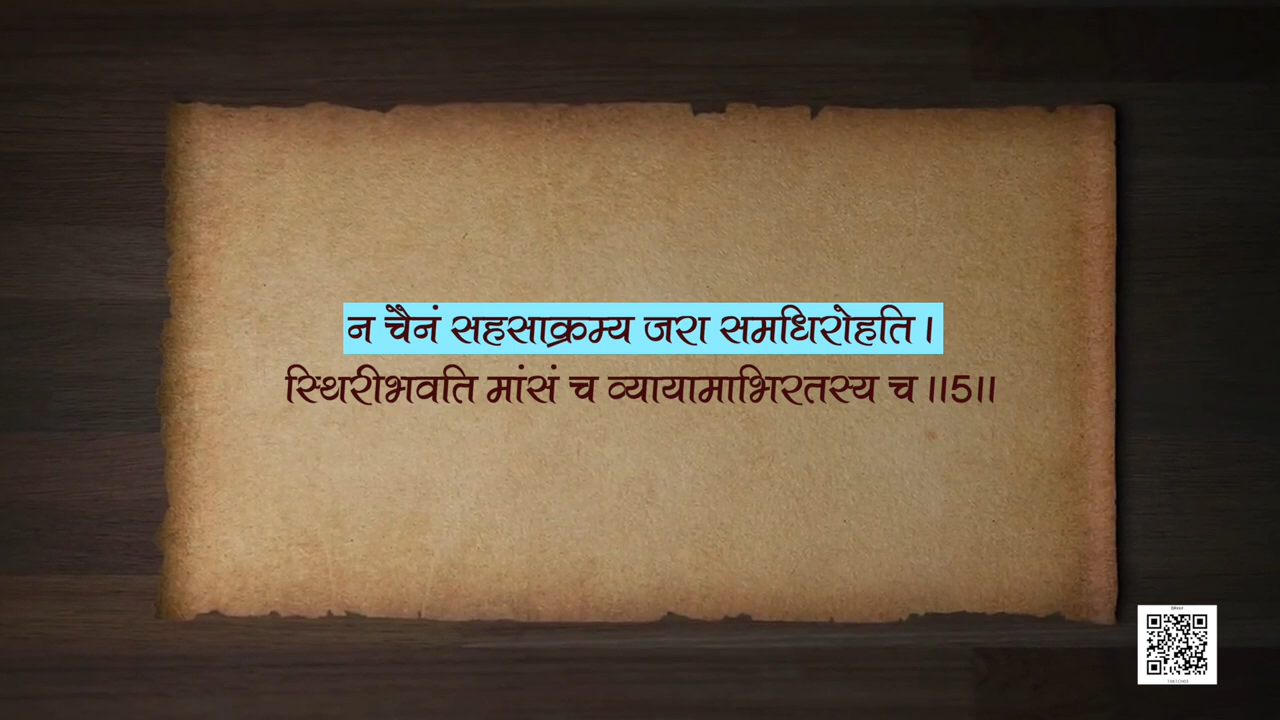 न चैनं सहसाक्रम्य जरा समधिरोहति ।
स्थिरीभवति मांसं च व्यायामाभिरतस्य च ॥5॥